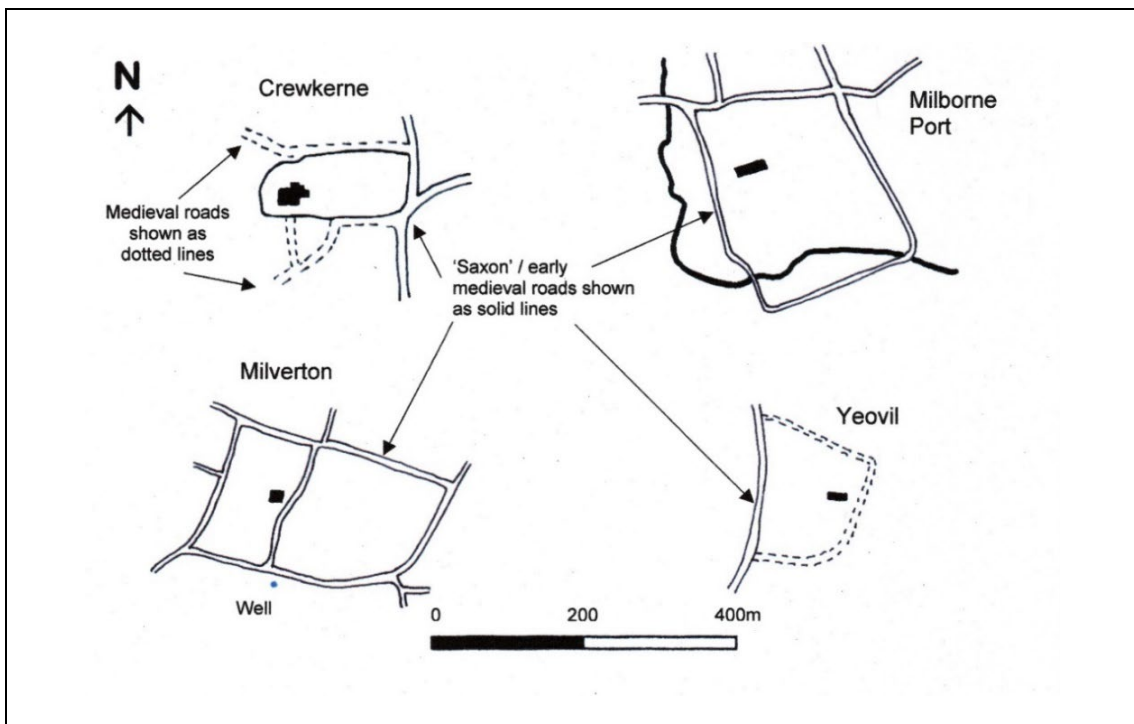 N
Crewkerne
Milborne
Port
Medieval roads
shown as
dotted lines
'Saxon' / early
medieval roads shown
as solid lines
Milverton
Yeovil
Well
0 200 400m